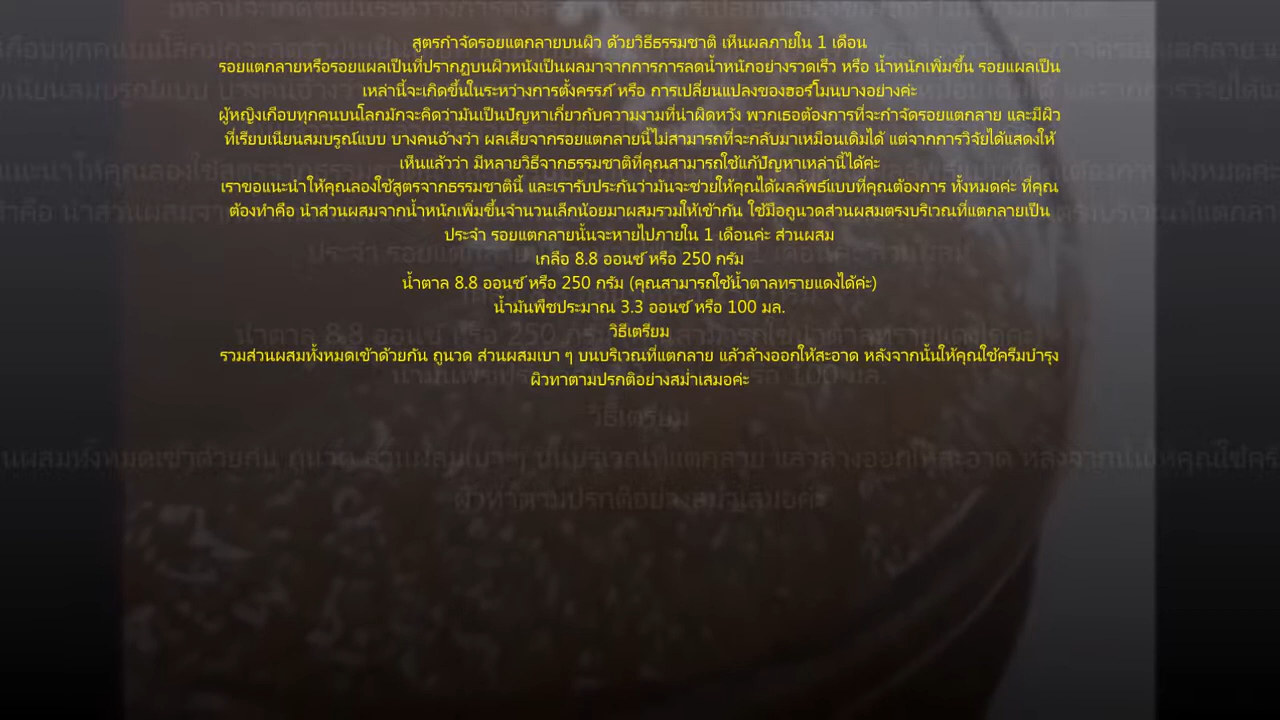 สูตรกำจัดรอยแตกลายบนผิว ด้วยวิธีธรรมชาติ เห็นผลภายใน 1 เดือน
รอยแตกลายหรือรอยแผลเป็นที่ปรากฏบนผิวหนังเป็นผลมาจากการการลดน้ำหนักอย่างรวดเร็ว หรือ น้ำหนักเพิ่มขึ้น รอยแผลเป็น
เหล่านี้จะเกิดขึ้นในระหว่างการตั้งครรภ์ หรือ การเปลี่ยนแปลงของฮอร์โมนบางอย่างค่ะ
ผู้หญิงเกือบทุกคนบนโลกมักจะคิดว่ามันเป็นปัญหาเกี่ยวกับความงามที่น่าผิดหวัง พวกเธอต้องการที่จะกำจัดรอยแตกลาย และมีผิว
ที่เรียบเนียนสมบรูณ์แบบ บางคนอ้างว่า ผลเสียจากรอยแตกลายนี้ไม่สามารถที่จะกลับมาเหมือนเดิมได้ แต่จากการวิจัยได้แสดงให้
เห็นแล้วว่า มีหลายวิธีจากธรรมชาติที่คุณสามารถใช้แก้ปัญหาเหล่านี้ได้ค่ะ
เราขอแนะนำให้คุณลองใช้สูตรจากธรรมชาตินี้ และเรารับประกันว่ามันจะช่วยให้คุณได้ผลลัพธ์แบบที่คุณต้องการ ทั้งหมดค่ะ ที่คุณ
ต้องทำคือ นำส่วนผสมจากน้ำหนักเพิ่มขึ้นจำนวนเล็กน้อยมาผสมรวมให้เข้ากัน ใช้มือถูนวดส่วนผสมตรงบริเวณที่แตกลายเป็น
ประจำ รอยแตกลายนั้นจะหายไปภายใน 1 เดือนค่ะ ส่วนผสม
เกลือ 8.8 ออนซ์ หรือ 250 กรัม
น้ำตาล 8.8 ออนซ์ หรือ 250 กรัม (คุณสามารถใช้น้ำตาลทรายแดงได้ค่ะ)
น้ำมันพืชประมาณ 3.3 ออนซ์ หรือ 100 มล.
วิธีเตรียม
รวมส่วนผสมทั้งหมดเข้าด้วยกัน ถูนวด ส่วนผสมเบา ๆ บนบริเวณที่แตกลาย แล้วล้างออกให้สะอาด หลังจากนั้นให้คุณใช้ครีมบำรุง
ผิวทาตามปรกติอย่างสม่ำเสมอค่ะ